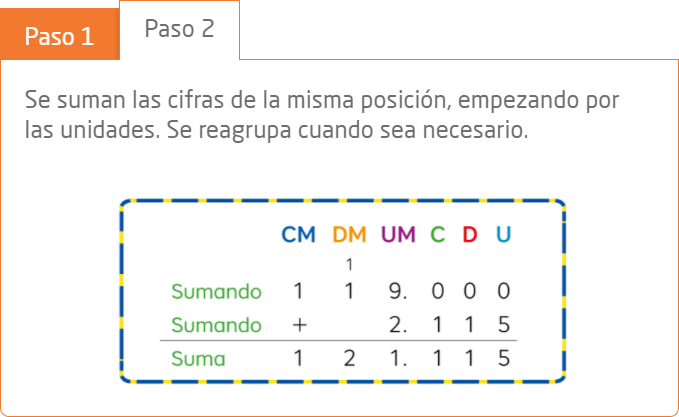 Paso 1
Paso 2
Se suman las cifras de la misma posición, empezando por
las unidades. Se reagrupa cuando sea necesario.
CM DM UM C D U
1
Sumando 1 1 9. 0 0 0
Sumando + 2. 1 1 5
Suma 1 2 1. 1 1 5